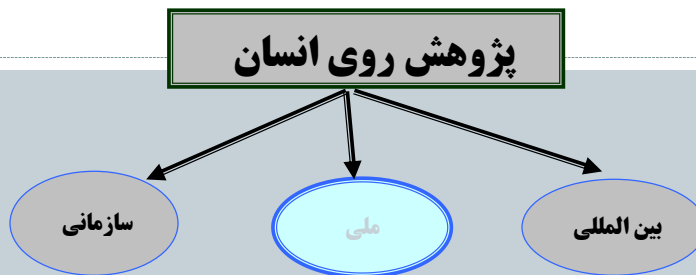 پژوهش روی انسان
بین المللی
ملی
سازمانی